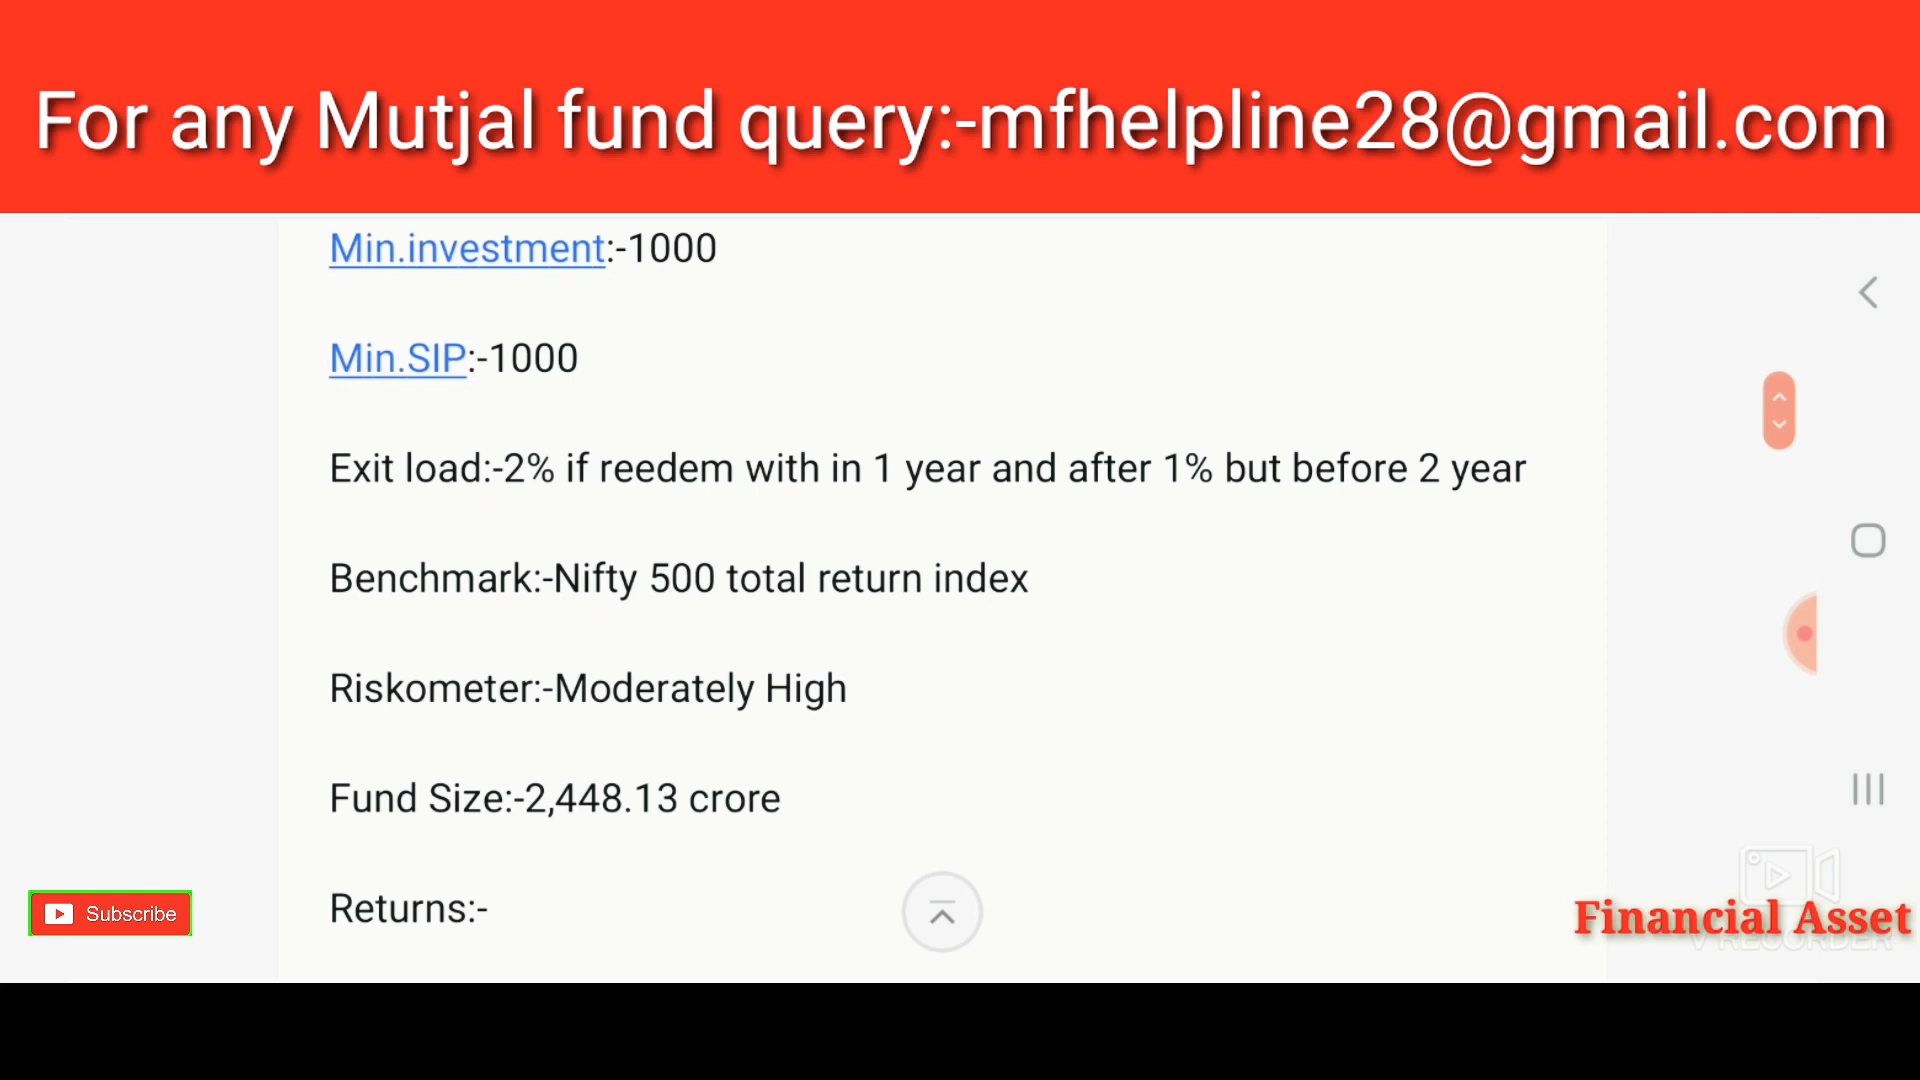 For any Mutjal fund query:-mfhelpline28@gmail.com
Min.investment:-1000
Min.SIP:-1000
Exit load:-2% if reedem with in 1 year and after 1% but before 2 year
Benchmark:-Nifty 500 total return index
Riskometer:-Moderately High
Fund Size:-2,448.13 crore
Returns:-
Subscribe
Financial Asset
V RECORDER